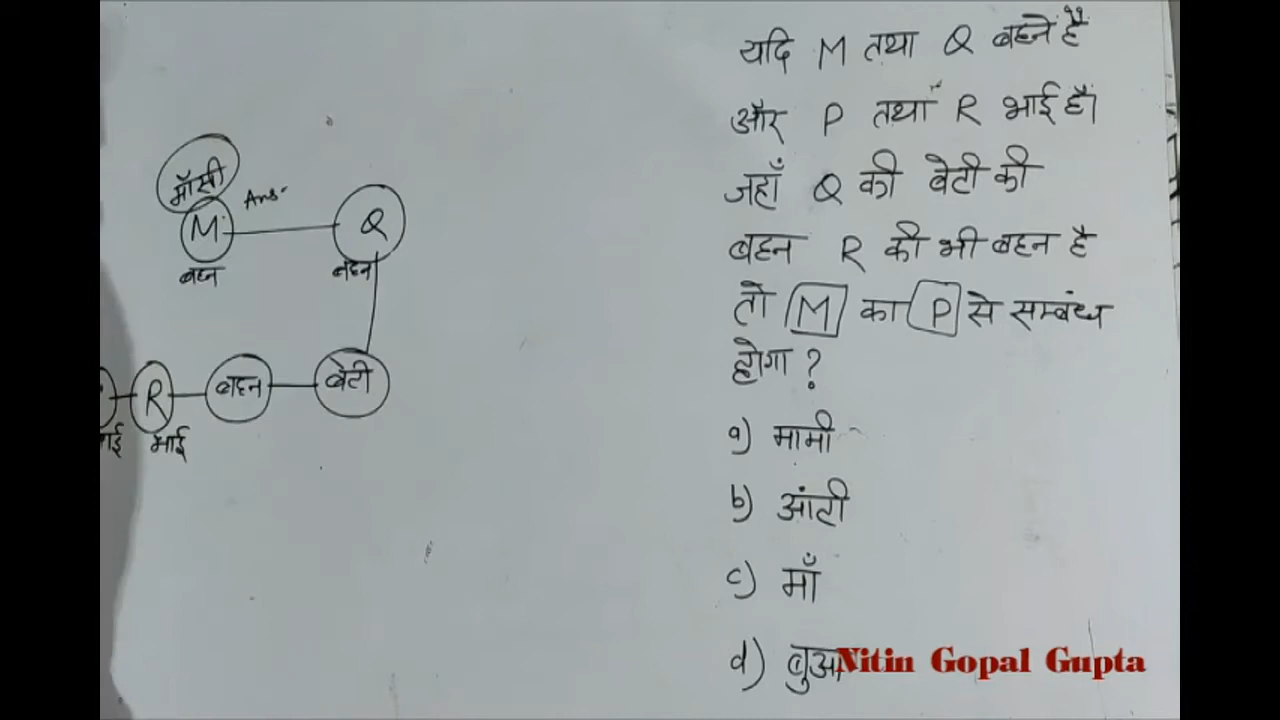 यदि M तथा Q बहनें हैं
और P तथा R भाई हैं।
जहाँ Q की बेटी की
बहन R की भी बहन है
तो M का P से सम्बंध
होगा ?
a) मामी
b) आंटी
c) माँ
d) बुआ
मॉसी
Ans-
M Q
बहन बहन
R बहन बेटी
भाई
Nitin Gopal Gupta